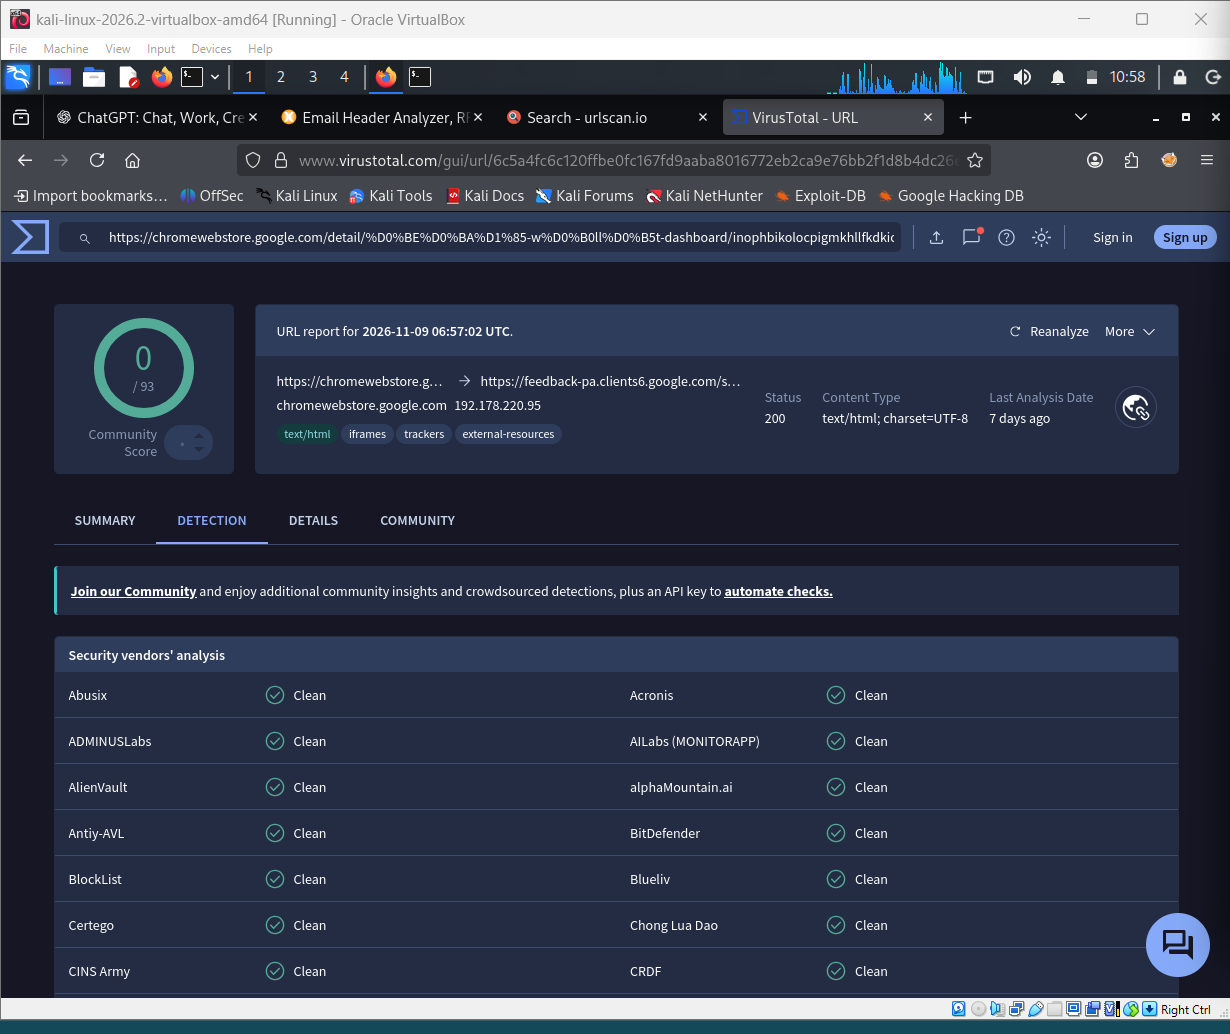 kali-linux-2026.2-virtualbox-amd64 [Running] - Oracle VirtualBox
File Machine View Input Devices Help
1 2 3 4 10:58
ChatGPT: Chat, Work, Cre Email Header Analyzer, RF Search - urlscan.io VirusTotal - URL
www.virustotal.com/gui/url/6c5a4fc6c120ffbe0fc167fd9aaba8016772eb2ca9e76bb2f1d8b4dc26e
Import bookmarks… OffSec Kali Linux Kali Tools Kali Docs Kali Forums Kali NetHunter Exploit-DB Google Hacking DB
https://chromewebstore.google.com/detail/%D0%BE%D0%BA%D1%85-w%D0%B0ll%D0%B5t-dashboard/inophbikolocpigmkhllfkdkic Sign in Sign up
0
/ 93
Community
Score
URL report for 2026-11-09 06:57:02 UTC. Reanalyze More
https://chromewebstore.g… https://feedback-pa.clients6.google.com/s…
chromewebstore.google.com 192.178.220.95
text/html iframes trackers external-resources
Status Content Type Last Analysis Date
200 text/html; charset=UTF-8 7 days ago
SUMMARY DETECTION DETAILS COMMUNITY
Join our Community and enjoy additional community insights and crowdsourced detections, plus an API key to automate checks.
Security vendors' analysis
Abusix Clean Acronis Clean
ADMINUSLabs Clean AILabs (MONITORAPP) Clean
AlienVault Clean alphaMountain.ai Clean
Antiy-AVL Clean BitDefender Clean
BlockList Clean Blueliv Clean
Certego Clean Chong Lua Dao Clean
CINS Army Clean CRDF Clean
Right Ctrl